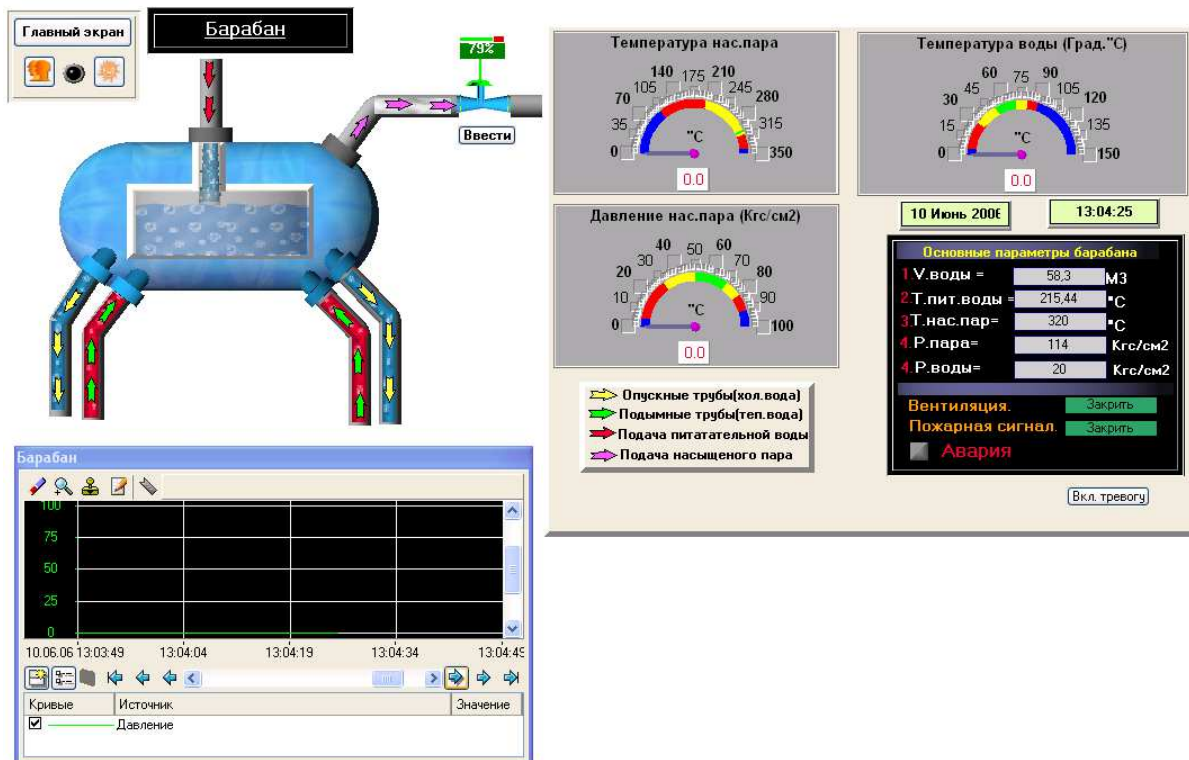 Главный экран
Барабан
79%
Ввести
Температура нас.пара
0 35 70 105 140 175 210 245 280 315 350
"C
0.0
Температура воды (Град."C)
0 15 30 45 60 75 90 105 120 135 150
"C
0.0
Давление нас.пара (Кгс/см2)
0 10 20 30 40 50 60 70 80 90 100
"C
0.0
10 Июнь 2006
13:04:25
Основные параметры барабана
1.V.воды = 58,3 М3
2.Т.пит.воды = 215,44 "C
3.Т.нас.пар= 320 "C
4.Р.пара= 114 Кгс/см2
4.Р.воды= 20 Кгс/см2
Вентиляция. Закрить
Пожарная сигнал. Закрить
Авария
Вкл. тревогу
Опускные трубы(хол.вода)
Подымные трубы(теп.вода)
Подача питатательной воды
Подача насыщеного пара
Барабан
100
75
50
25
0
10.06.06 13:03:49 13:04:04 13:04:19 13:04:34 13:04:49
Кривые Источник Значение
Давление